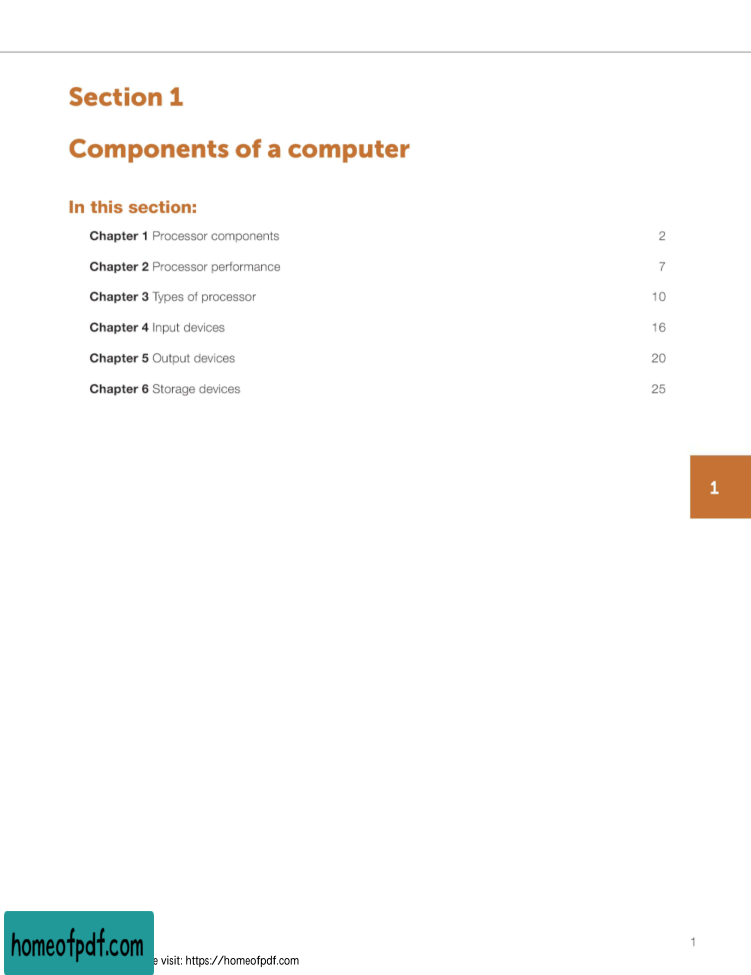 Section 1
Components of a computer
In this section:
Chapter 1 Processor components 2
Chapter 2 Processor performance 7
Chapter 3 Types of processor 10
Chapter 4 Input devices 16
Chapter 5 Output devices 20
Chapter 6 Storage devices 25
1
1
homeofpdf.com
visit: https://homeofpdf.com